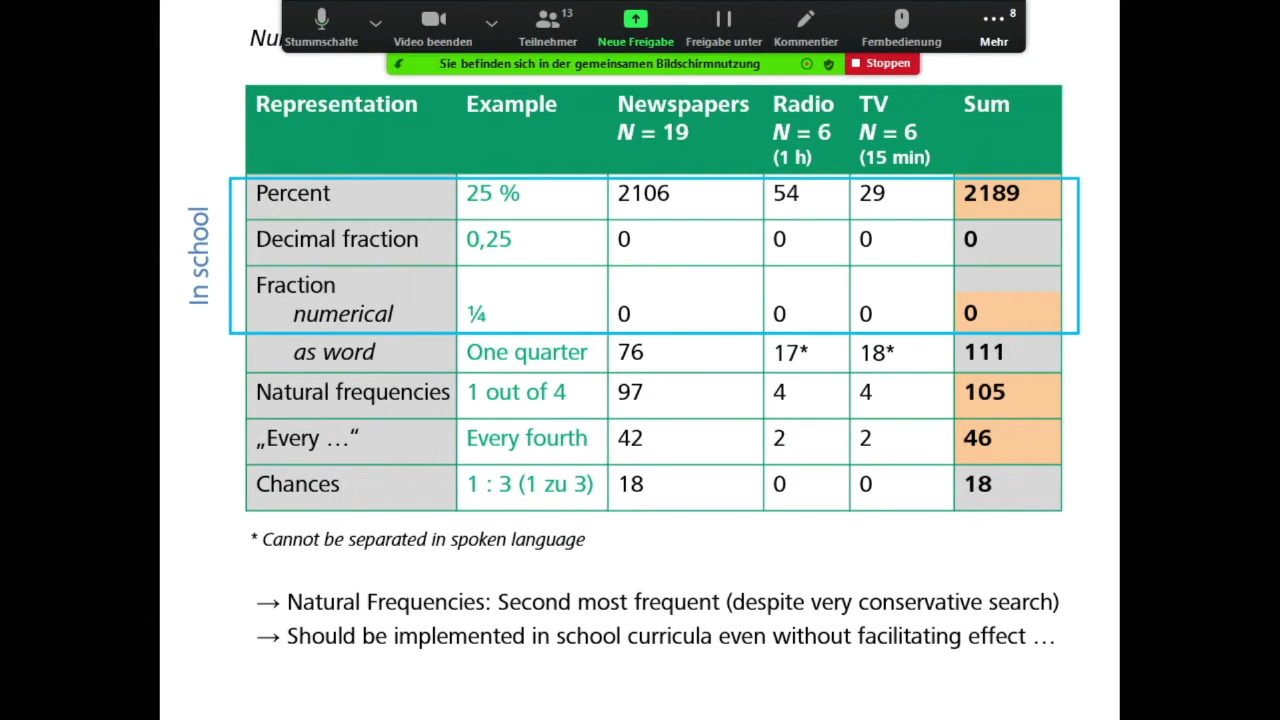 13
8
Stummschalte
Video beenden
Teilnehmer
Neue Freigabe
Freigabe unter
Kommentier
Fernbedienung
Mehr
Sie befinden sich in der gemeinsamen Bildschirmnutzung
Stoppen
Representation Example Newspapers Radio TV Sum
N = 19 N = 6 N = 6
(1 h) (15 min)
In school
Percent 25 % 2106 54 29 2189
Decimal fraction 0,25 0 0 0 0
Fraction
numerical ¼ 0 0 0 0
as word One quarter 76 17* 18* 111
Natural frequencies 1 out of 4 97 4 4 105
„Every …“ Every fourth 42 2 2 46
Chances 1 : 3 (1 zu 3) 18 0 0 18
* Cannot be separated in spoken language
→ Natural Frequencies: Second most frequent (despite very conservative search)
→ Should be implemented in school curricula even without facilitating effect …